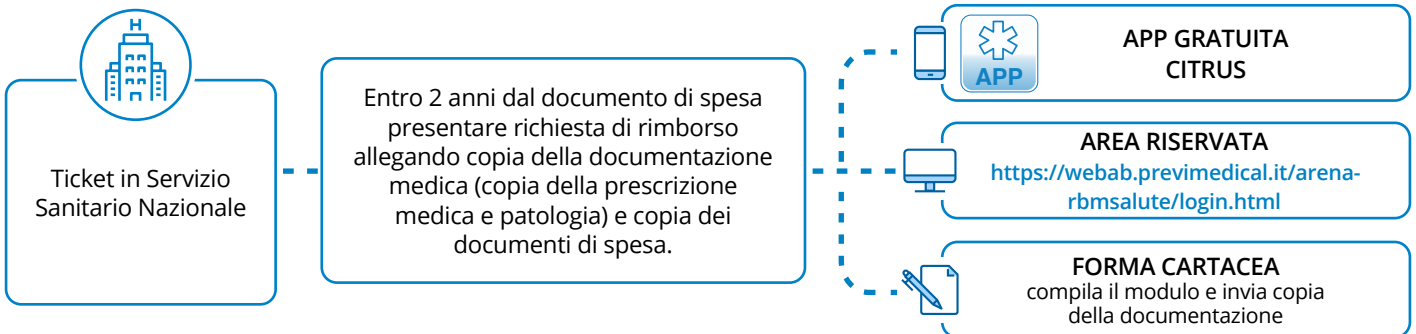 H
Ticket in Servizio
Sanitario Nazionale
Entro 2 anni dal documento di spesa
presentare richiesta di rimborso
allegando copia della documentazione
medica (copia della prescrizione
medica e patologia) e copia dei
documenti di spesa.
APP
APP GRATUITA
CITRUS
AREA RISERVATA
https://webab.previmedical.it/arena-
rbmsalute/login.html
FORMA CARTACEA
compila il modulo e invia copia
della documentazione